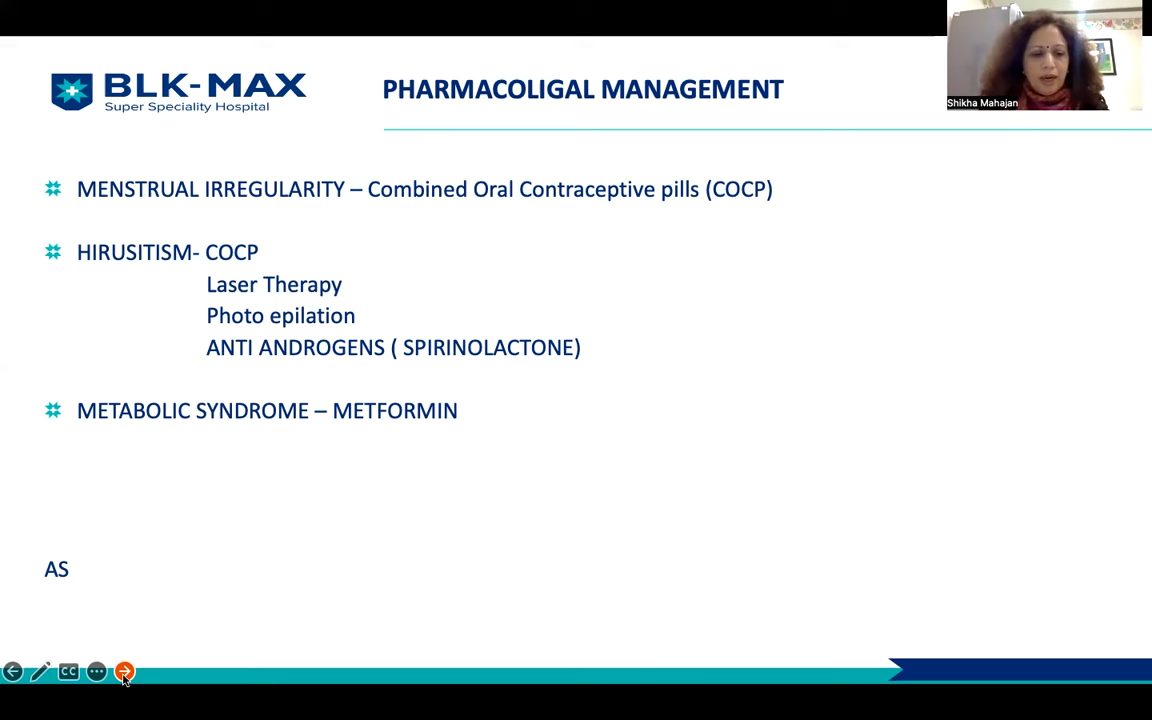 BLK-MAX
Super Speciality Hospital
PHARMACOLIGAL MANAGEMENT
Shikha Mahajan
MENSTRUAL IRREGULARITY – Combined Oral Contraceptive pills (COCP)
HIRUSITISM- COCP
Laser Therapy
Photo epilation
ANTI ANDROGENS ( SPIRINOLACTONE)
METABOLIC SYNDROME – METFORMIN
AS
CC